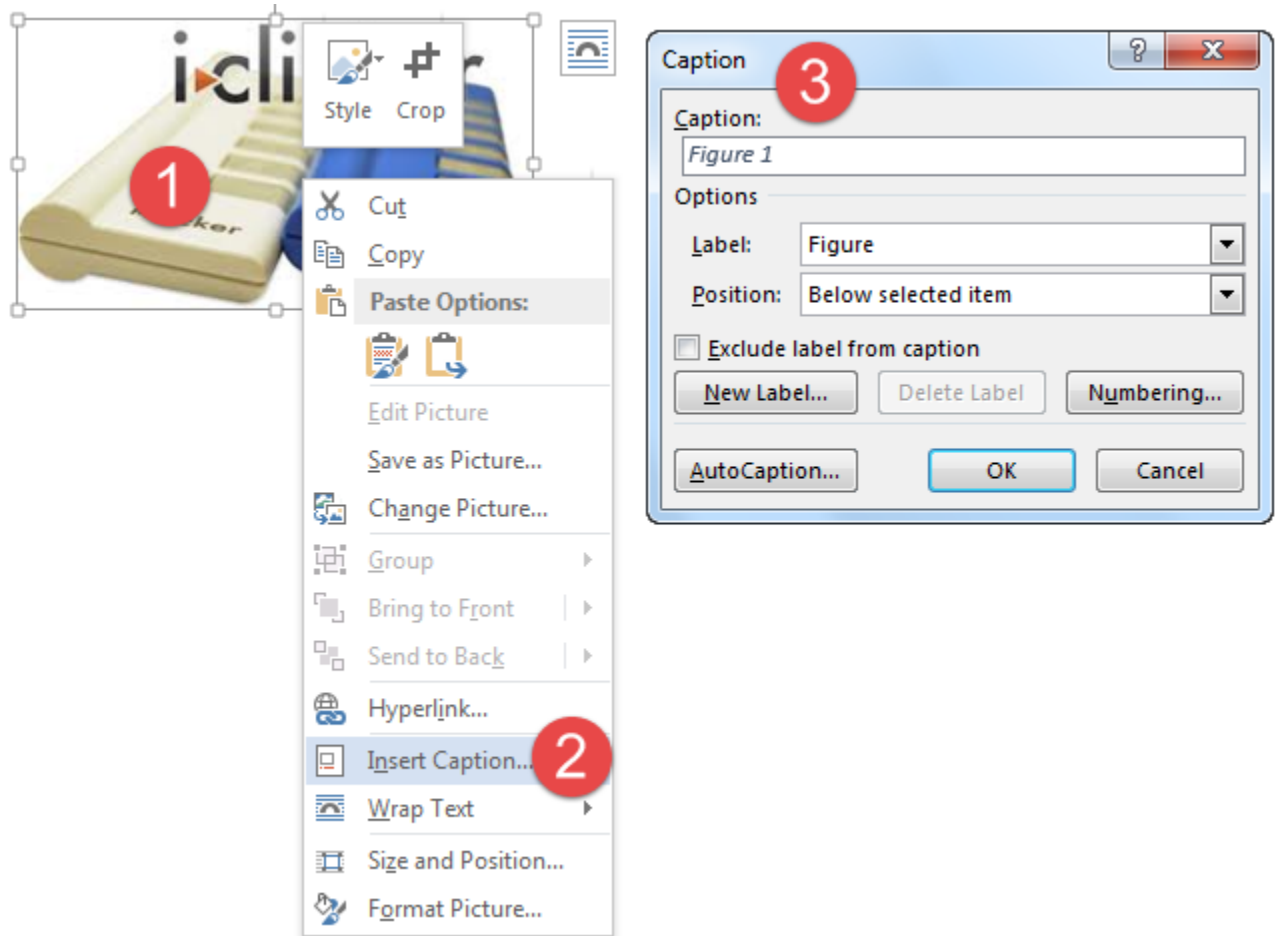 i-cli
r
Style Crop
1
cker
Cut
Copy
Paste Options:
Edit Picture
Save as Picture...
Change Picture...
Group
Bring to Front
Send to Back
Hyperlink...
Insert Caption...
2
Wrap Text
Size and Position...
Format Picture...
Caption
?
X
3
Caption:
Figure 1
Options
Label: Figure
Position: Below selected item
Exclude label from caption
New Label... Delete Label Numbering...
AutoCaption... OK Cancel